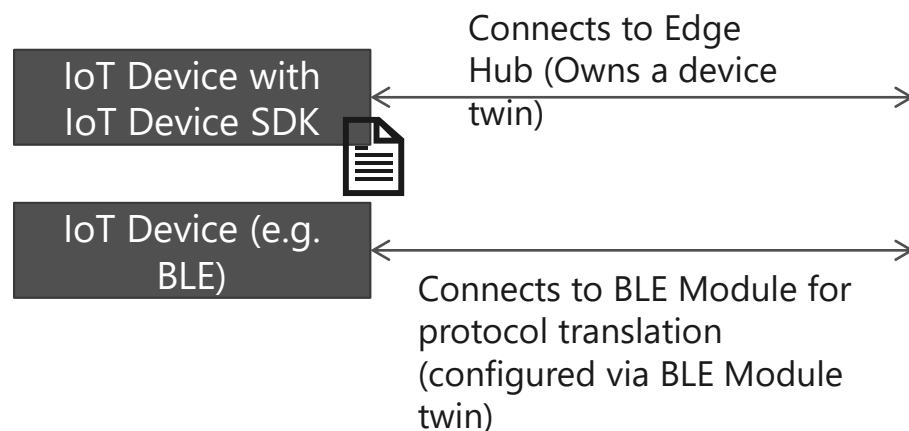 Connects to Edge
Hub (Owns a device
twin)
IoT Device with
IoT Device SDK
IoT Device (e.g.
BLE)
Connects to BLE Module for
protocol translation
(configured via BLE Module
twin)